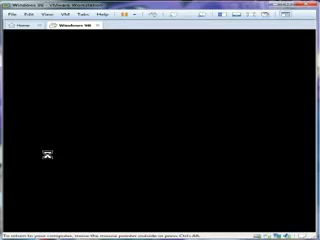 Windows 98 - VMware Workstation
File Edit View VM Tabs Help
Home Windows 98
To return to your computer, move the mouse pointer outside or press Ctrl+Alt.